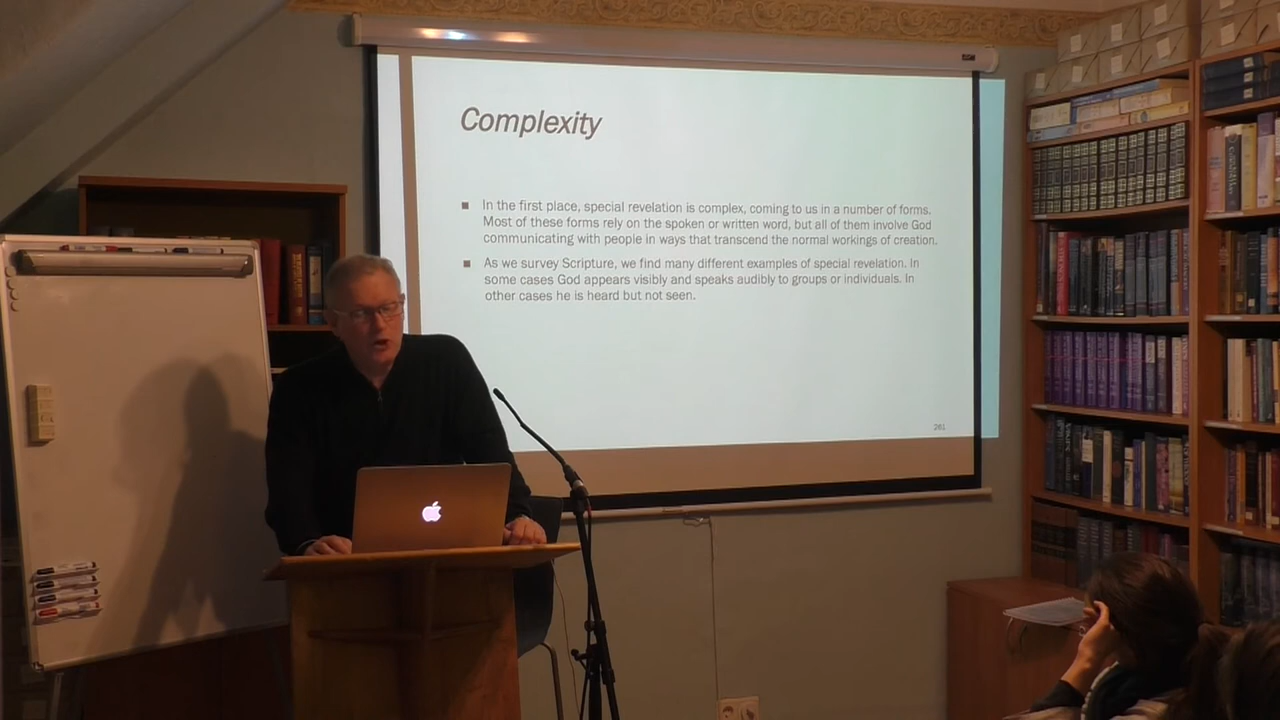 Complexity
In the first place, special revelation is complex, coming to us in a number of forms.
Most of these forms rely on the spoken or written word, but all of them involve God
communicating with people in ways that transcend the normal workings of creation.
As we survey Scripture, we find many different examples of special revelation. In
some cases God appears visibly and speaks audibly to groups or individuals. In
other cases he is heard but not seen.
261